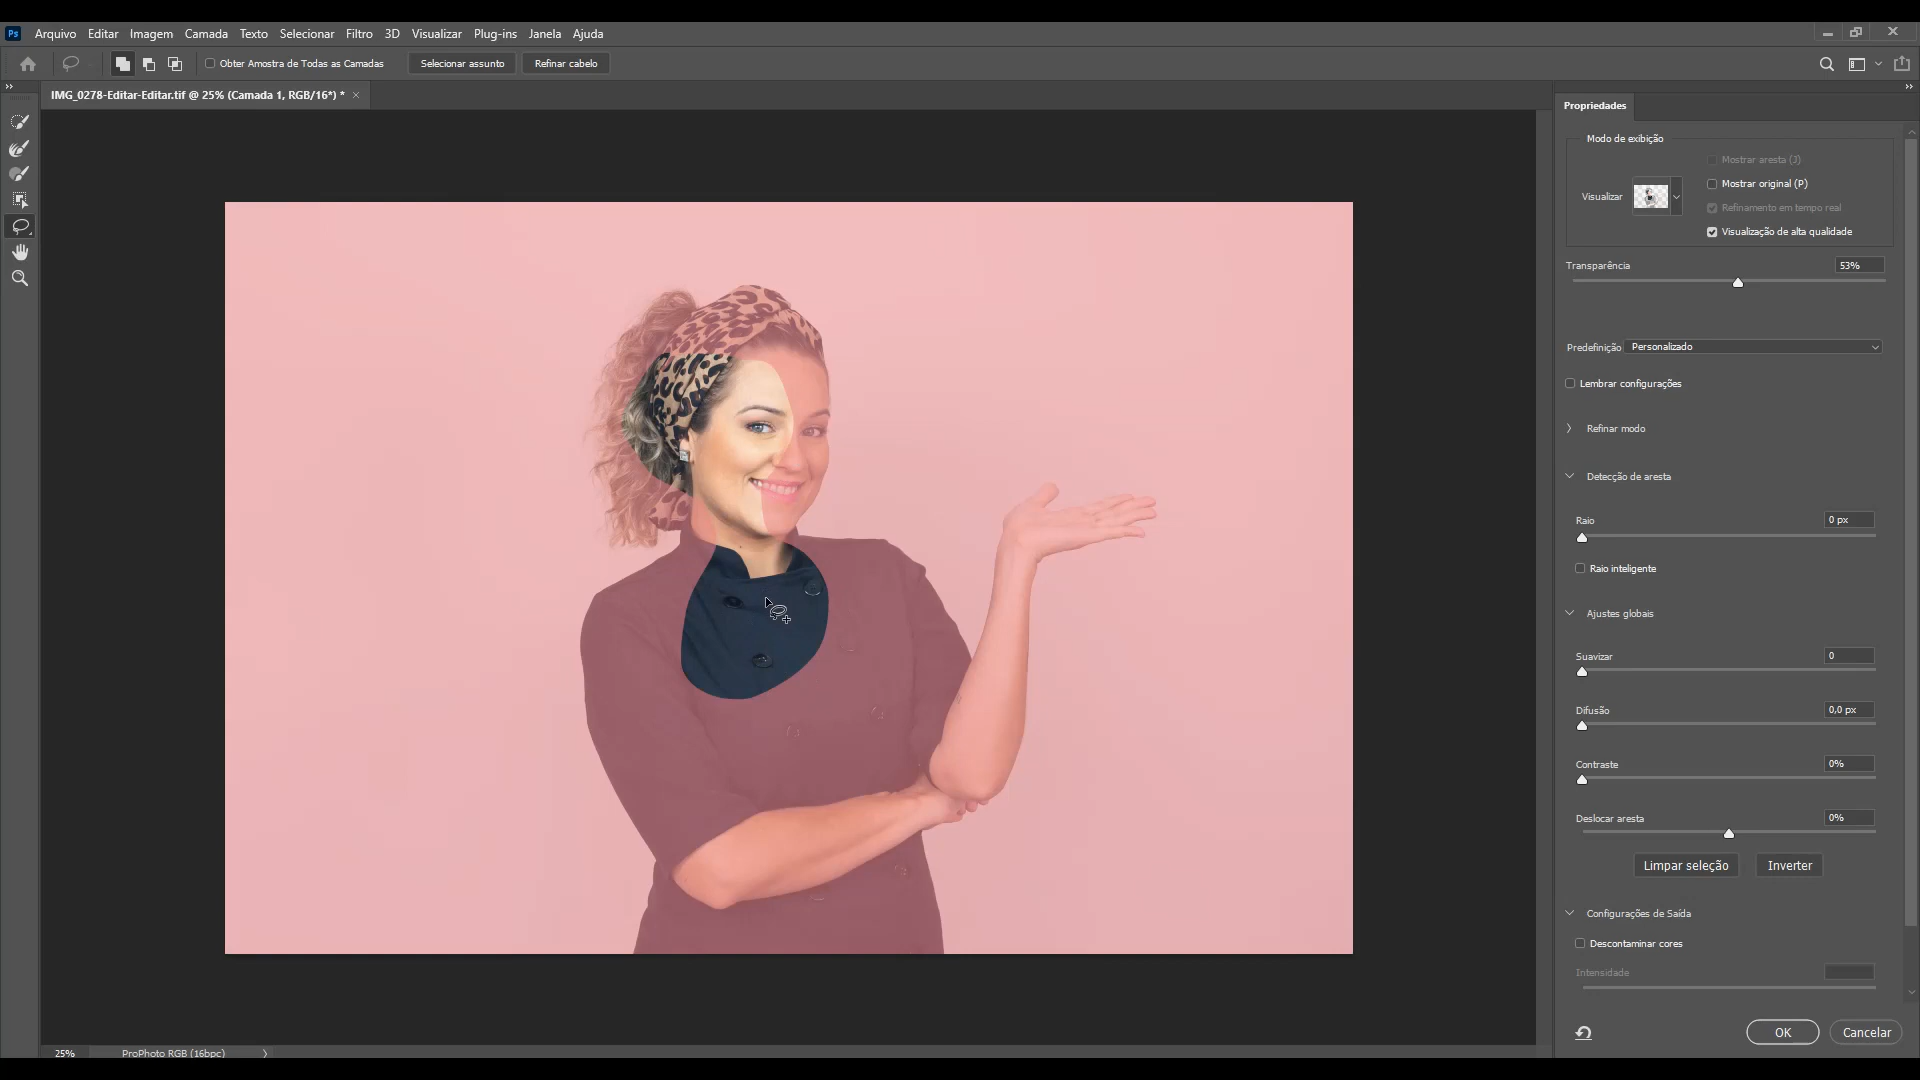 Ps Arquivo Editar Imagem Camada Texto Selecionar Filtro 3D Visualizar Plug-ins Janela Ajuda
Obter Amostra de Todas as Camadas Selecionar assunto Refinar cabelo
IMG_0278-Editar-Editar.tif @ 25% (Camada 1, RGB/16*) * ×
Propriedades
Modo de exibição
Mostrar aresta (J)
Mostrar original (P)
Visualizar
Refinamento em tempo real
Visualização de alta qualidade
Transparência 53%
Predefinição Personalizado
Lembrar configurações
Refinar modo
Detecção de aresta
Raio 0 px
Raio inteligente
Ajustes globais
Suavizar 0
Difusão 0,0 px
Contraste 0%
Deslocar aresta 0%
Limpar seleção Inverter
Configurações de Saída
Descontaminar cores
Intensidade
OK Cancelar
25% ProPhoto RGB (16bpc)